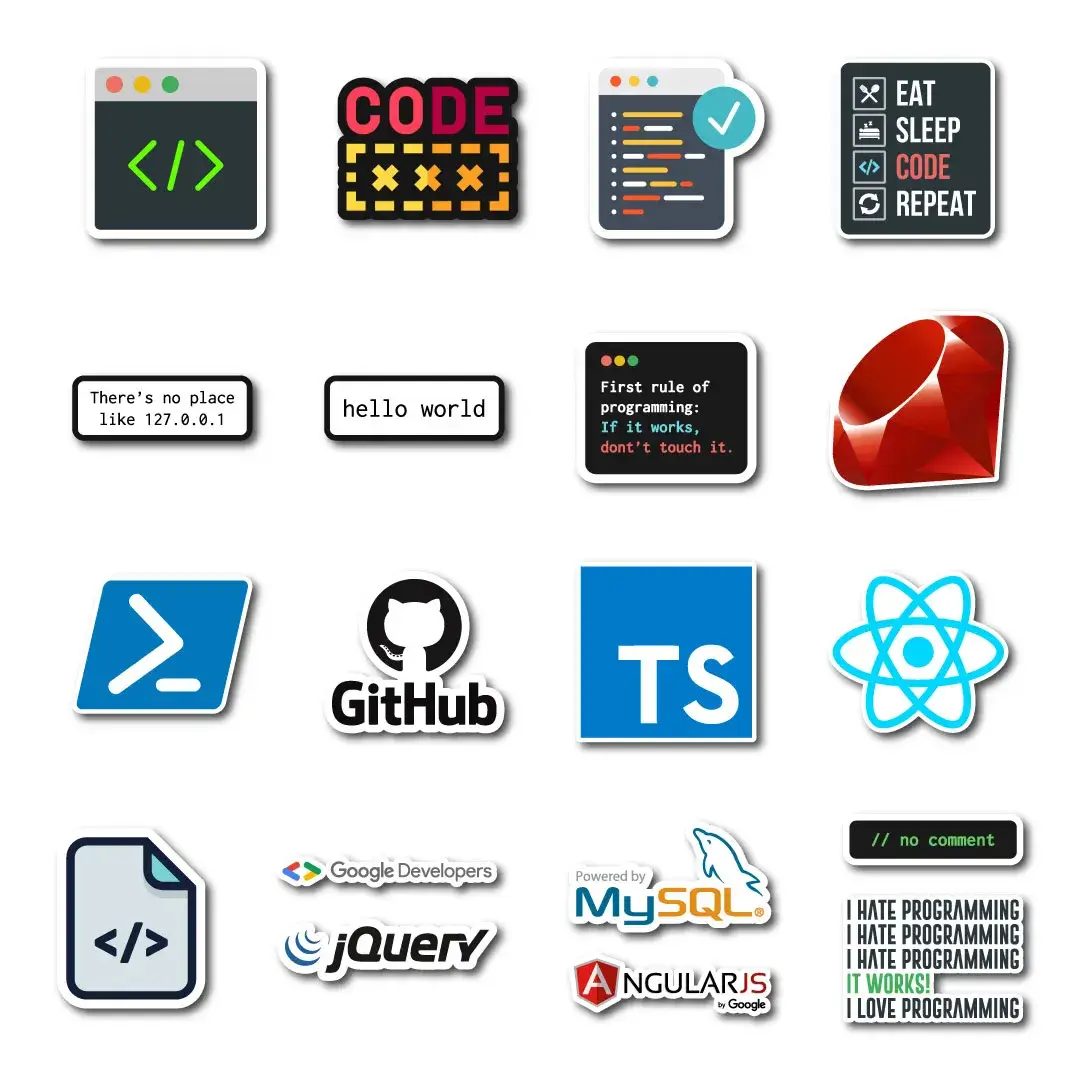 </>
CODE
EAT
SLEEP
</> CODE
REPEAT
There's no place
like 127.0.0.1
hello world
First rule of
programming:
If it works,
dont't touch it.
GitHub
TS
</>
Google Developers
jQuery
Powered by
MySQL®
ANGULARJS
by Google
// no comment
I HATE PROGRAMMING
I HATE PROGRAMMING
I HATE PROGRAMMING
IT WORKS!
I LOVE PROGRAMMING